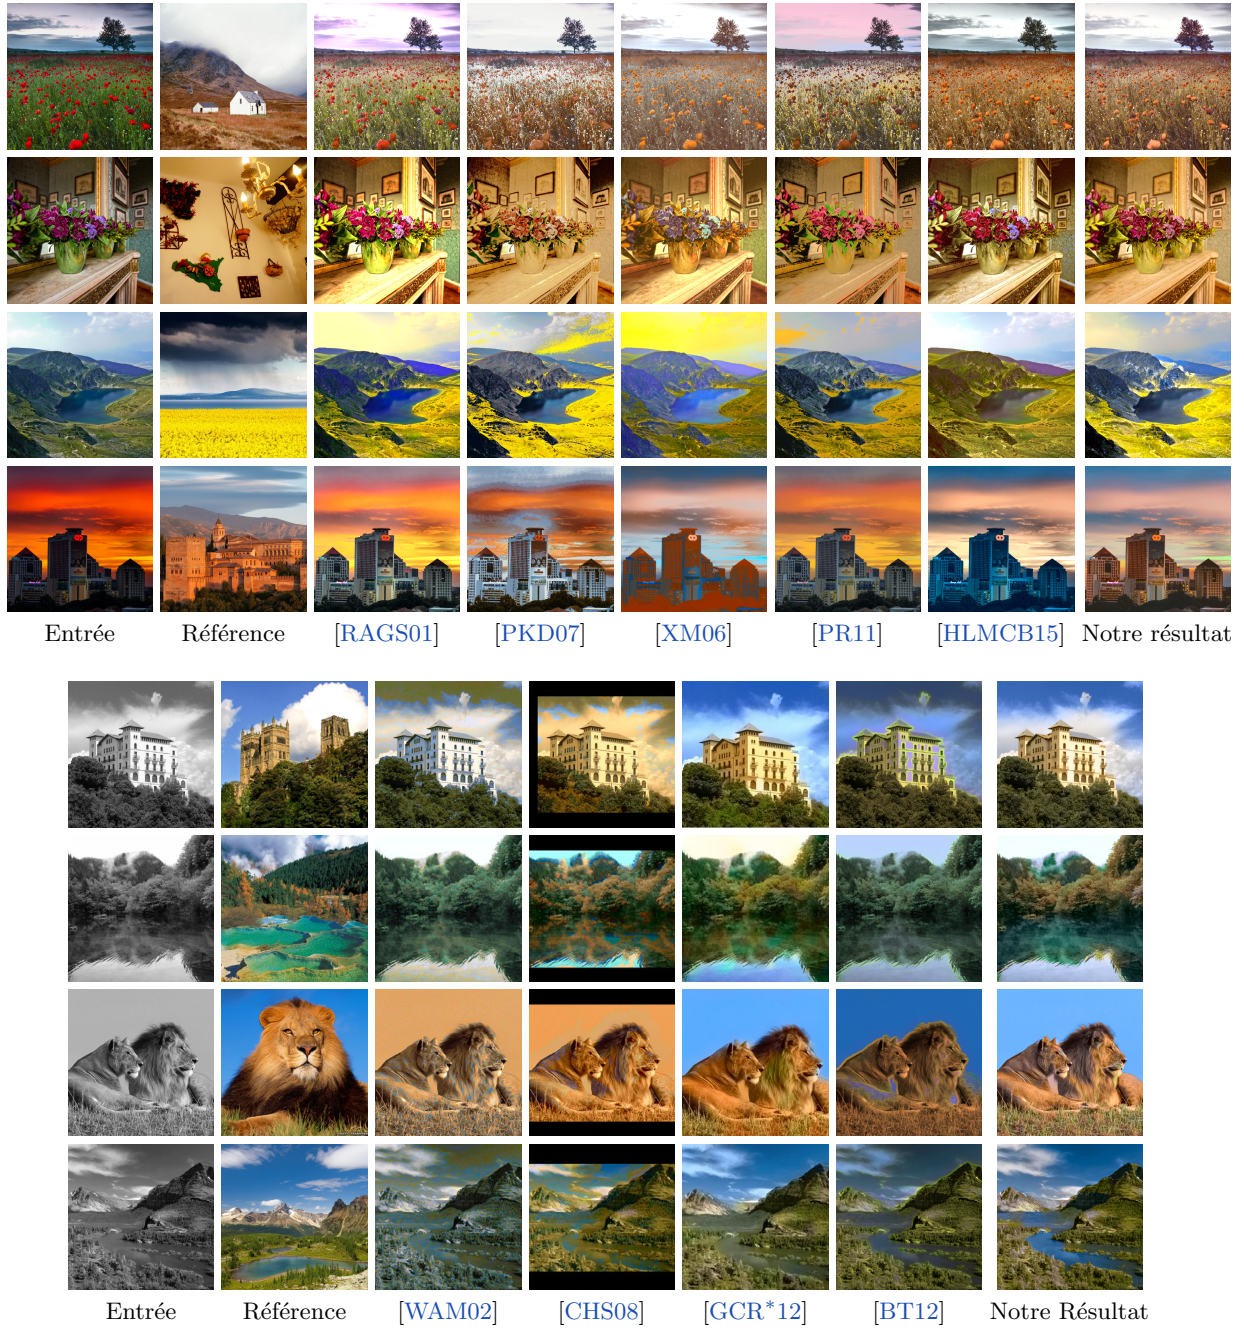 Entrée Référence [RAGS01] [PKD07] [XM06] [PR11] [HLMCB15] Notre résultat
Entrée Référence [WAM02] [CHS08] [GCR*12] [BT12] Notre Résultat